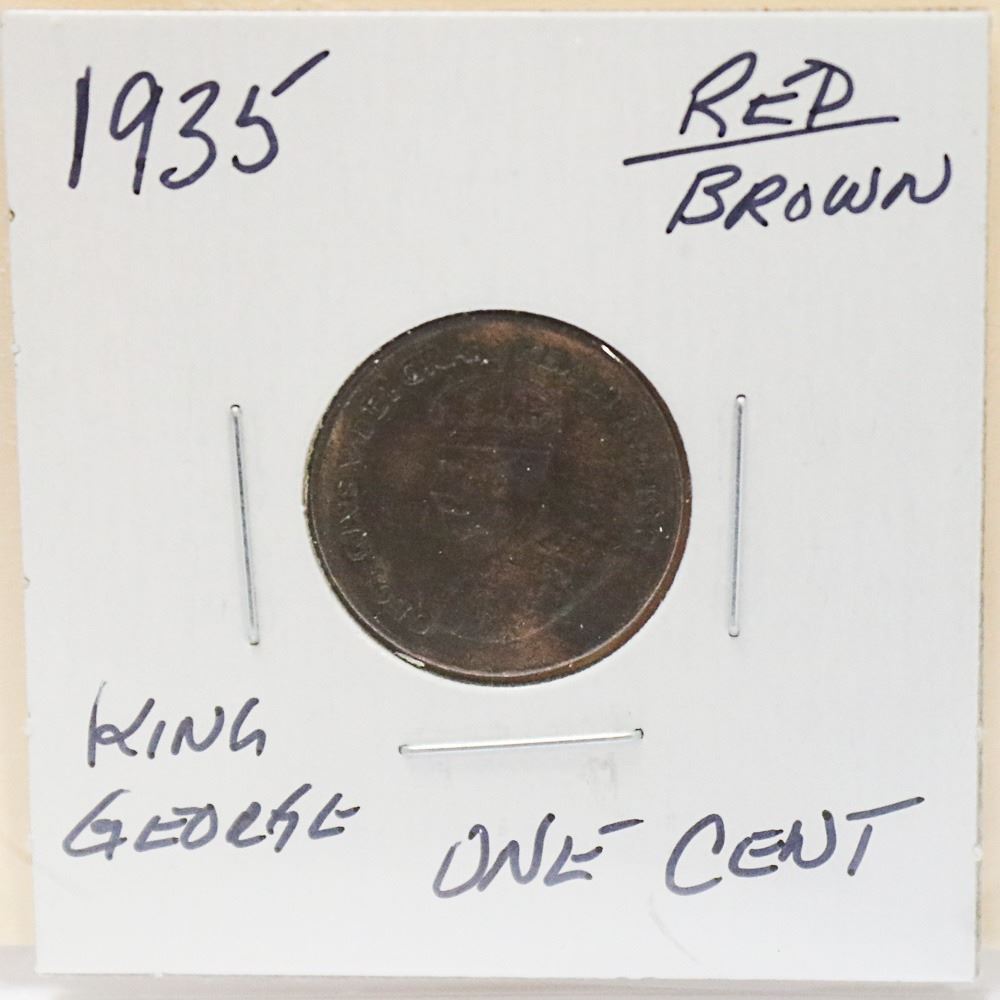 1935
RED
BROWN
KING
GEORGE
ONE CENT